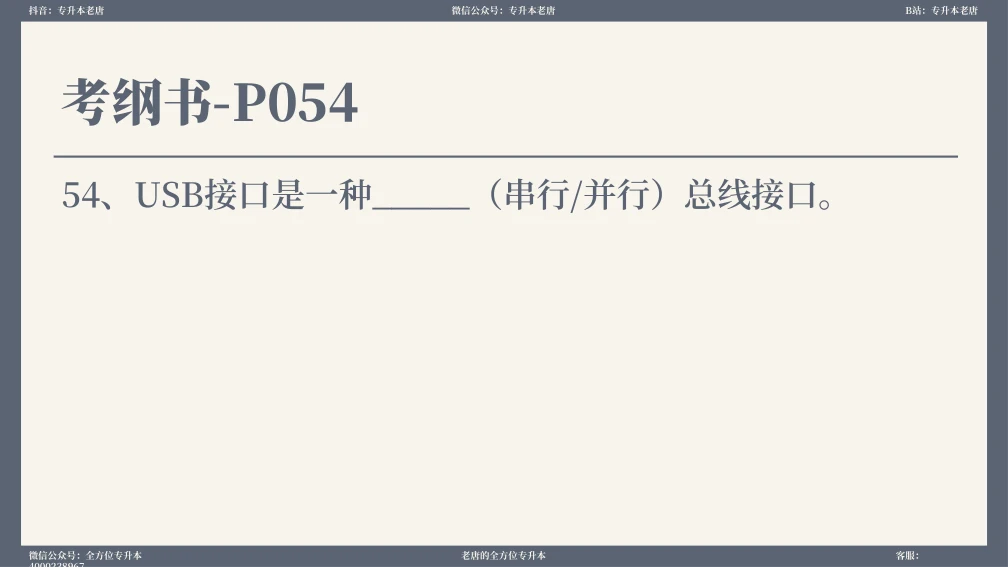 抖音：专升本老唐
微信公众号：专升本老唐
B站：专升本老唐
考纲书-P054
54、USB接口是一种______（串行/并行）总线接口。
微信公众号：全方位专升本
老唐的全方位专升本
客服：
4000238967